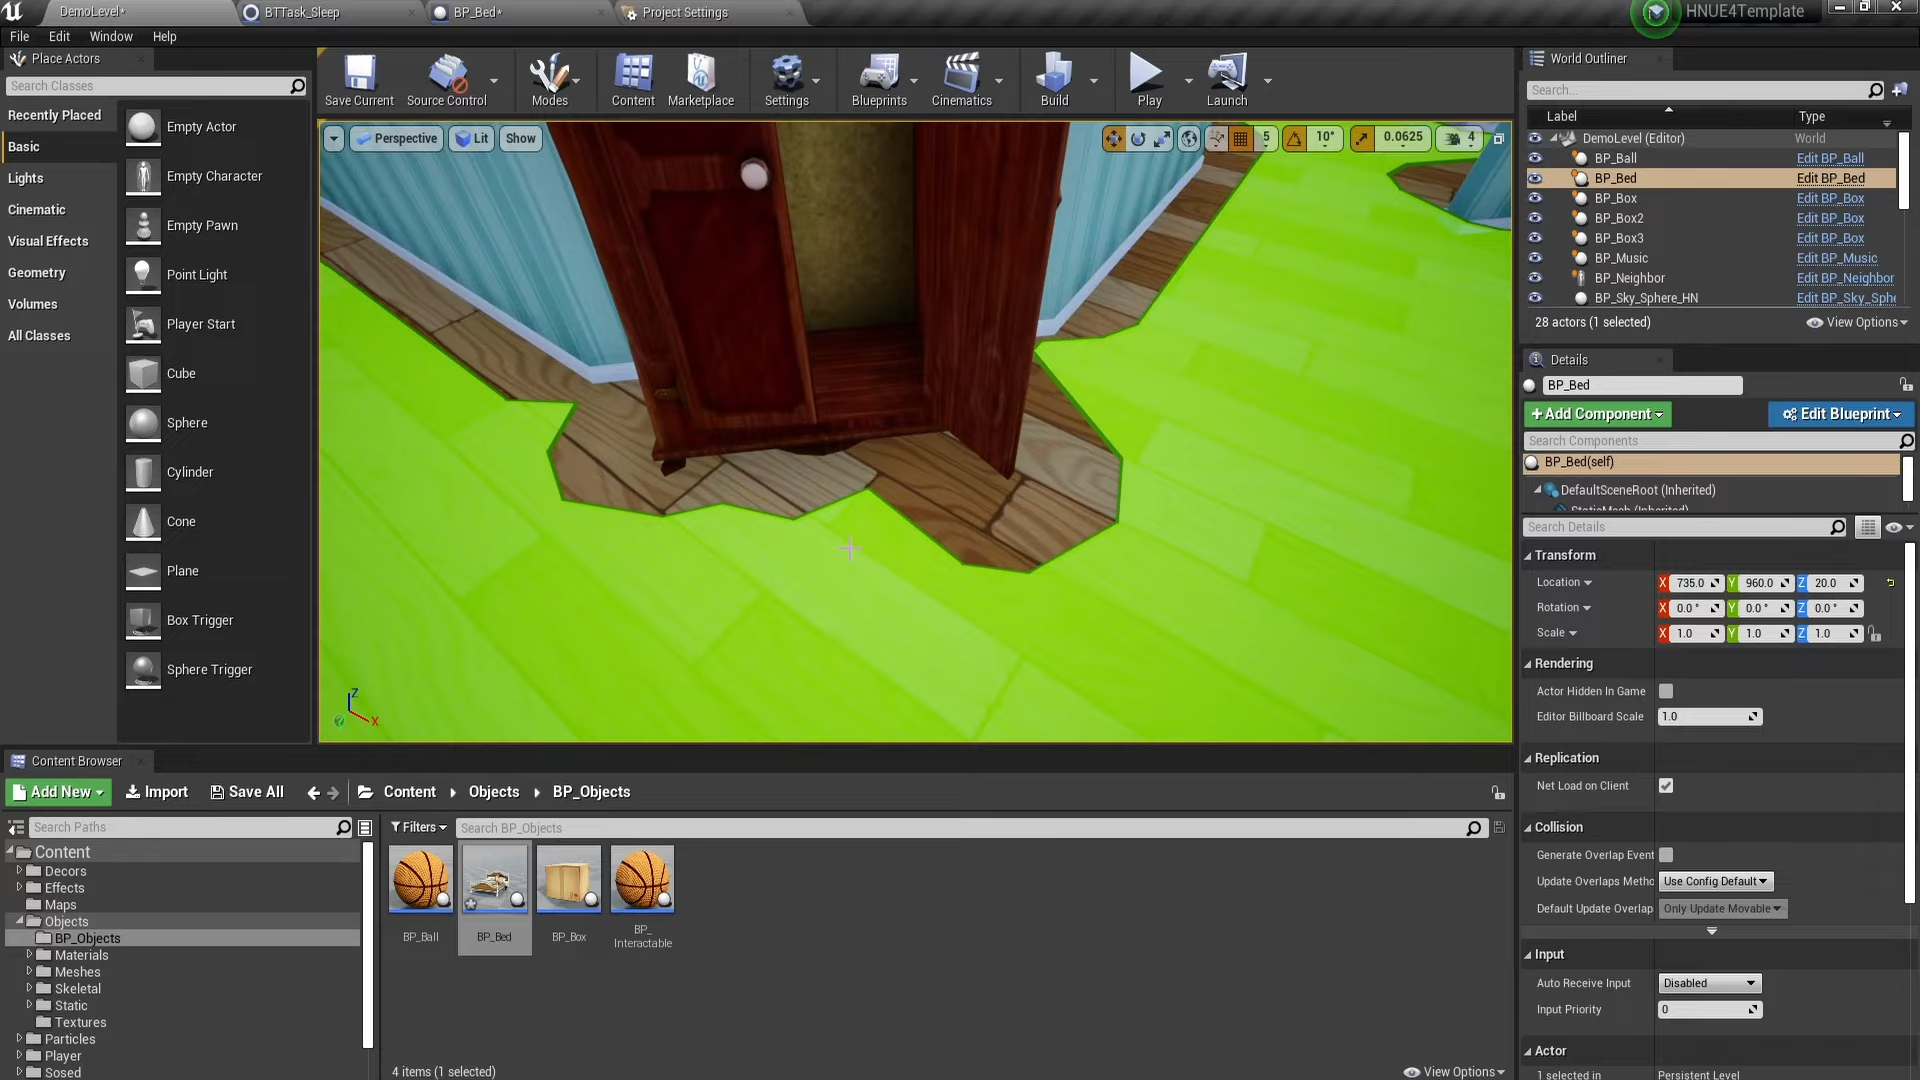 DemoLevel*
BTTask_Sleep
BP_Bed*
Project Settings
HNUE4Template
File
Edit
Window
Help
Place Actors
Search Classes
Recently Placed
Basic
Lights
Cinematic
Visual Effects
Geometry
Volumes
All Classes
Empty Actor
Empty Character
Empty Pawn
Point Light
Player Start
Cube
Sphere
Cylinder
Cone
Plane
Box Trigger
Sphere Trigger
Save Current
Source Control
Modes
Content
Marketplace
Settings
Blueprints
Cinematics
Build
Play
Launch
Perspective
Lit
Show
5
10°
0.0625
4
Z
X
World Outliner
Search...
Label
Type
DemoLevel (Editor)
World
BP_Ball
Edit BP_Ball
BP_Bed
Edit BP_Bed
BP_Box
Edit BP_Box
BP_Box2
Edit BP_Box
BP_Box3
Edit BP_Box
BP_Music
Edit BP_Music
BP_Neighbor
Edit BP_Neighbor
BP_Sky_Sphere_HN
Edit BP_Sky_Sphe
28 actors (1 selected)
View Options
Details
BP_Bed
+Add Component
Edit Blueprint
Search Components
BP_Bed(self)
DefaultSceneRoot (Inherited)
StaticMesh (Inherited)
Search Details
Transform
Location
X 735.0 Y 960.0 Z 20.0
Rotation
X 0.0 ° Y 0.0 ° Z 0.0 °
Scale
X 1.0 Y 1.0 Z 1.0
Rendering
Actor Hidden In Game
Editor Billboard Scale
1.0
Replication
Net Load on Client
Collision
Generate Overlap Event
Update Overlaps Metho
Use Config Default
Default Update Overlap
Only Update Movable
Input
Auto Receive Input
Disabled
Input Priority
0
Actor
1 selected in
Persistent Level
Content Browser
Add New
Import
Save All
Content
Objects
BP_Objects
Search Paths
Filters
Search BP_Objects
Content
Decors
Effects
Maps
Objects
BP_Objects
Materials
Meshes
Skeletal
Static
Textures
Particles
Player
Sosed
BP_Ball
BP_Bed
BP_Box
BP_
Interactable
4 items (1 selected)
View Options